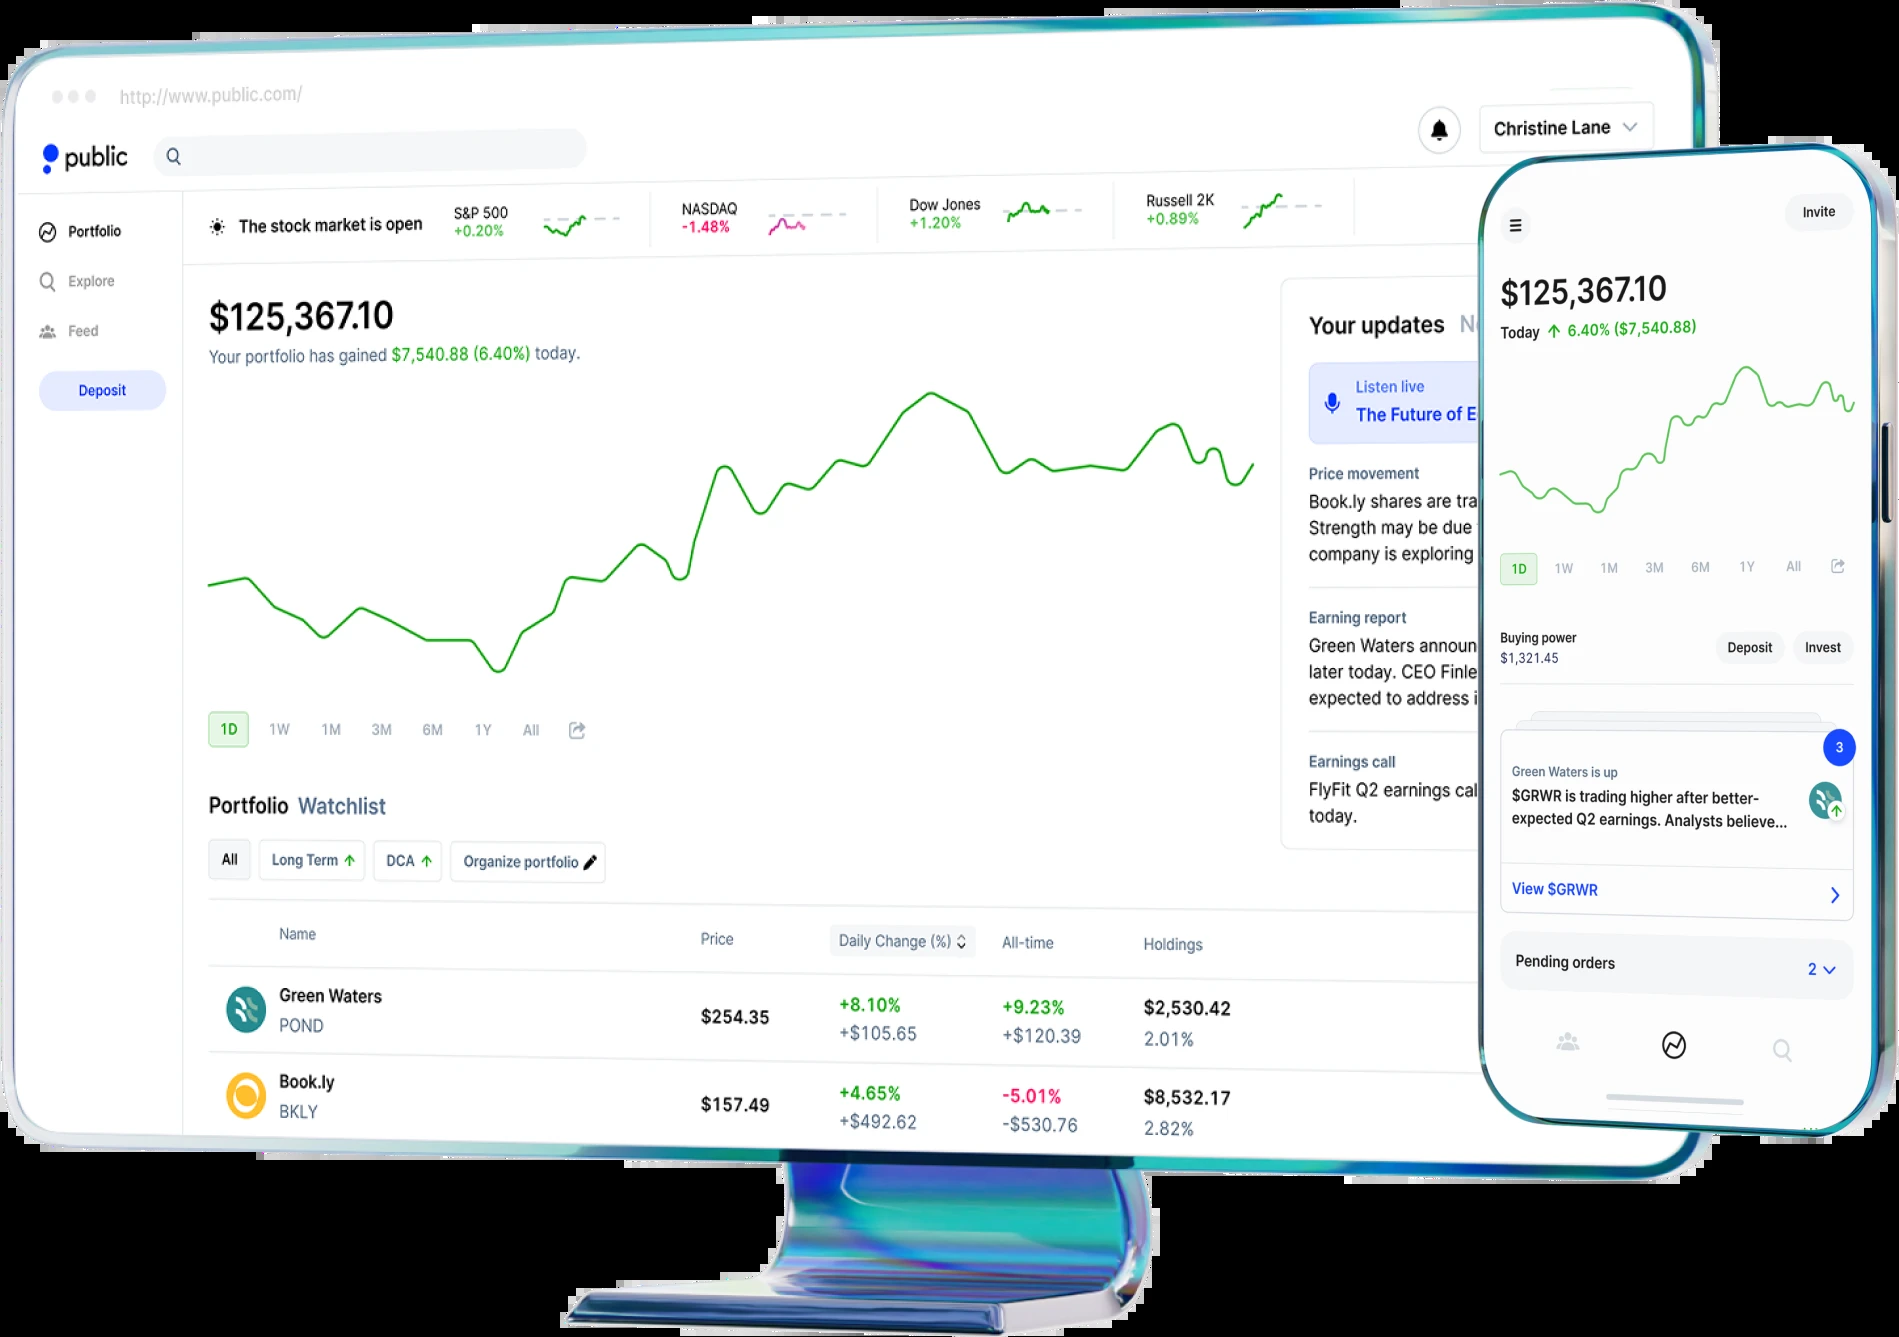 http://www.public.com/
public
Christine Lane
Portfolio
Explore
Feed
Deposit
The stock market is open
S&P 500
+0.20%
NASDAQ
-1.48%
Dow Jones
+1.20%
Russell 2K
+0.89%
$125,367.10
Your portfolio has gained $7,540.88 (6.40%) today.
1D 1W 1M 3M 6M 1Y All
Your updates
Listen live
The Future of E
Price movement
Book.ly shares are tra
Strength may be due
company is exploring
Earning report
Green Waters announ
later today. CEO Finle
expected to address i
Earnings call
FlyFit Q2 earnings cal
today.
Portfolio Watchlist
All Long Term DCA Organize portfolio
Name Price Daily Change (%) All-time Holdings
Green Waters
POND
$254.35
+8.10%
+$105.65
+9.23%
+$120.39
$2,530.42
2.01%
Book.ly
BKLY
$157.49
+4.65%
+$492.62
-5.01%
-$530.76
$8,532.17
2.82%
Invite
$125,367.10
Today 6.40% ($7,540.88)
1D 1W 1M 3M 6M 1Y All
Buying power
$1,321.45
Deposit Invest
3
Green Waters is up
$GRWR is trading higher after better-
expected Q2 earnings. Analysts believe...
View $GRWR
Pending orders 2